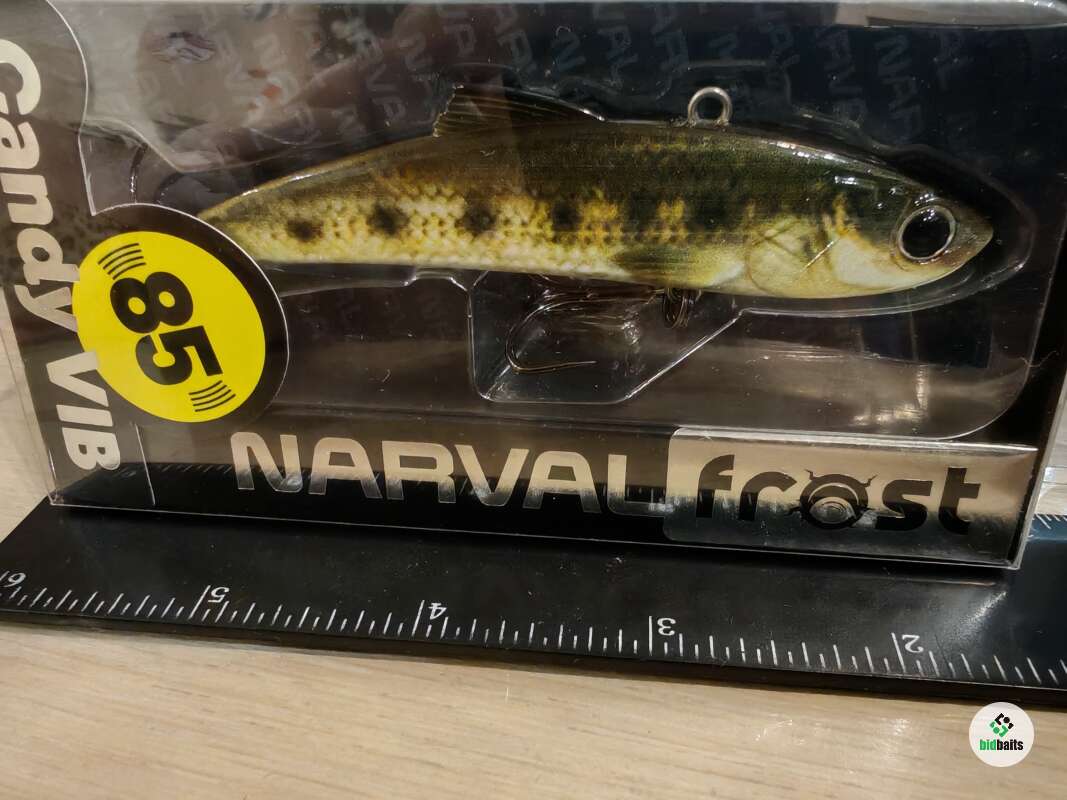 Candy VIB
85
NARVAL frost
6 5 4 3 2
bidbaits